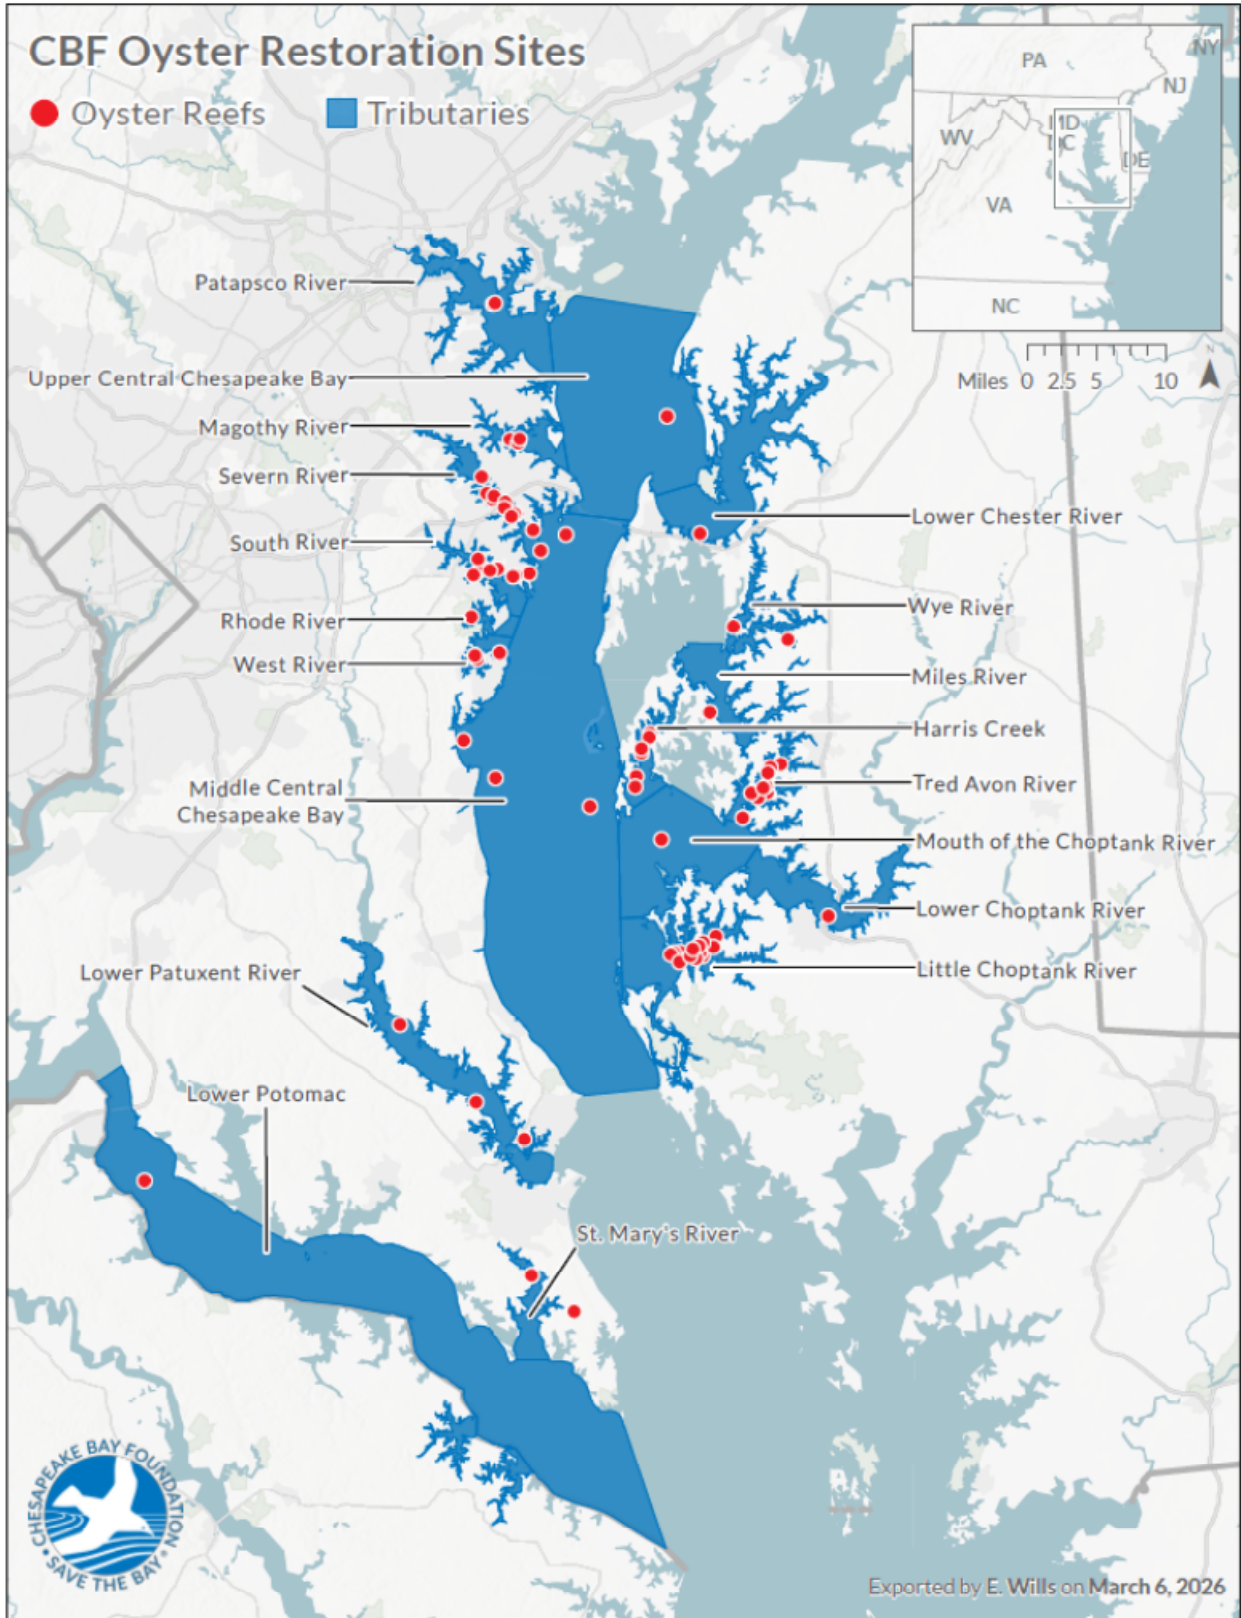 CBF Oyster Restoration Sites
Oyster Reefs
Tributaries
PA
NY
NJ
WV
MD
DC
DE
VA
NC
Miles 0 2.5 5 10
N
Patapsco River
Upper Central Chesapeake Bay
Magothy River
Severn River
South River
Rhode River
West River
Middle Central
Chesapeake Bay
Lower Chester River
Wye River
Miles River
Harris Creek
Tred Avon River
Mouth of the Choptank River
Lower Choptank River
Little Choptank River
Lower Patuxent River
Lower Potomac
St. Mary's River
CHESAPEAKE BAY FOUNDATION
SAVE THE BAY
Exported by E. Wills on March 6, 2026